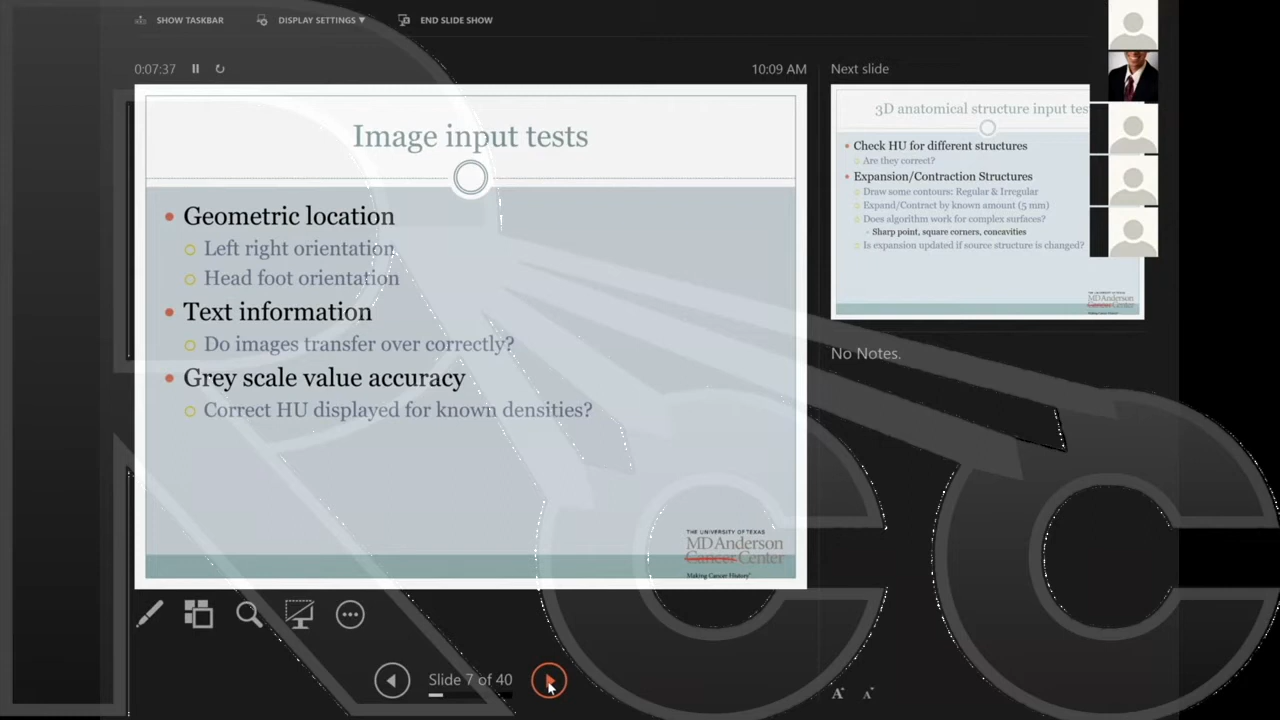 SHOW TASKBAR
DISPLAY SETTINGS
END SLIDE SHOW
0:07:37
10:09 AM
Next slide
Image input tests
Geometric location
Left right orientation
Head foot orientation
Text information
Do images transfer over correctly?
Grey scale value accuracy
Correct HU displayed for known densities?
THE UNIVERSITY OF TEXAS
MD Anderson
Cancer Center
Making Cancer History®
3D anatomical structure input tes
Check HU for different structures
Are they correct?
Expansion/Contraction Structures
Draw some contours: Regular & Irregular
Expand/Contract by known amount (5 mm)
Does algorithm work for complex surfaces?
Sharp point, square corners, concavities
Is expansion updated if source structure is changed?
MD Anderson
Cancer Center
No Notes.
Slide 7 of 40
A A
RCC